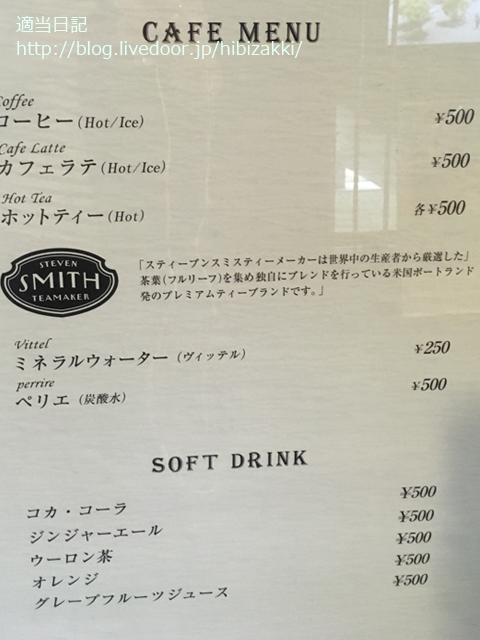 適当日記
http://blog.livedoor.jp/hibizakki/
CAFE MENU
Coffee
コーヒー(Hot/Ice) ¥500
Cafe Latte
カフェラテ(Hot/Ice) ¥500
Hot Tea
ホットティー(Hot) 各¥500
STEVEN
SMITH
TEAMAKER
「スティーブンスミスティーメーカーは世界中の生産者から厳選した」
茶葉(フルリーフ)を集め独自にブレンドを行っている米国ポートランド
発のプレミアムティーブランドです。」
Vittel
ミネラルウォーター(ヴィッテル) ¥250
perrire
ペリエ(炭酸水) ¥500
SOFT DRINK
コカ・コーラ ¥500
ジンジャーエール ¥500
ウーロン茶 ¥500
オレンジ ¥500
グレープフルーツジュース ¥500